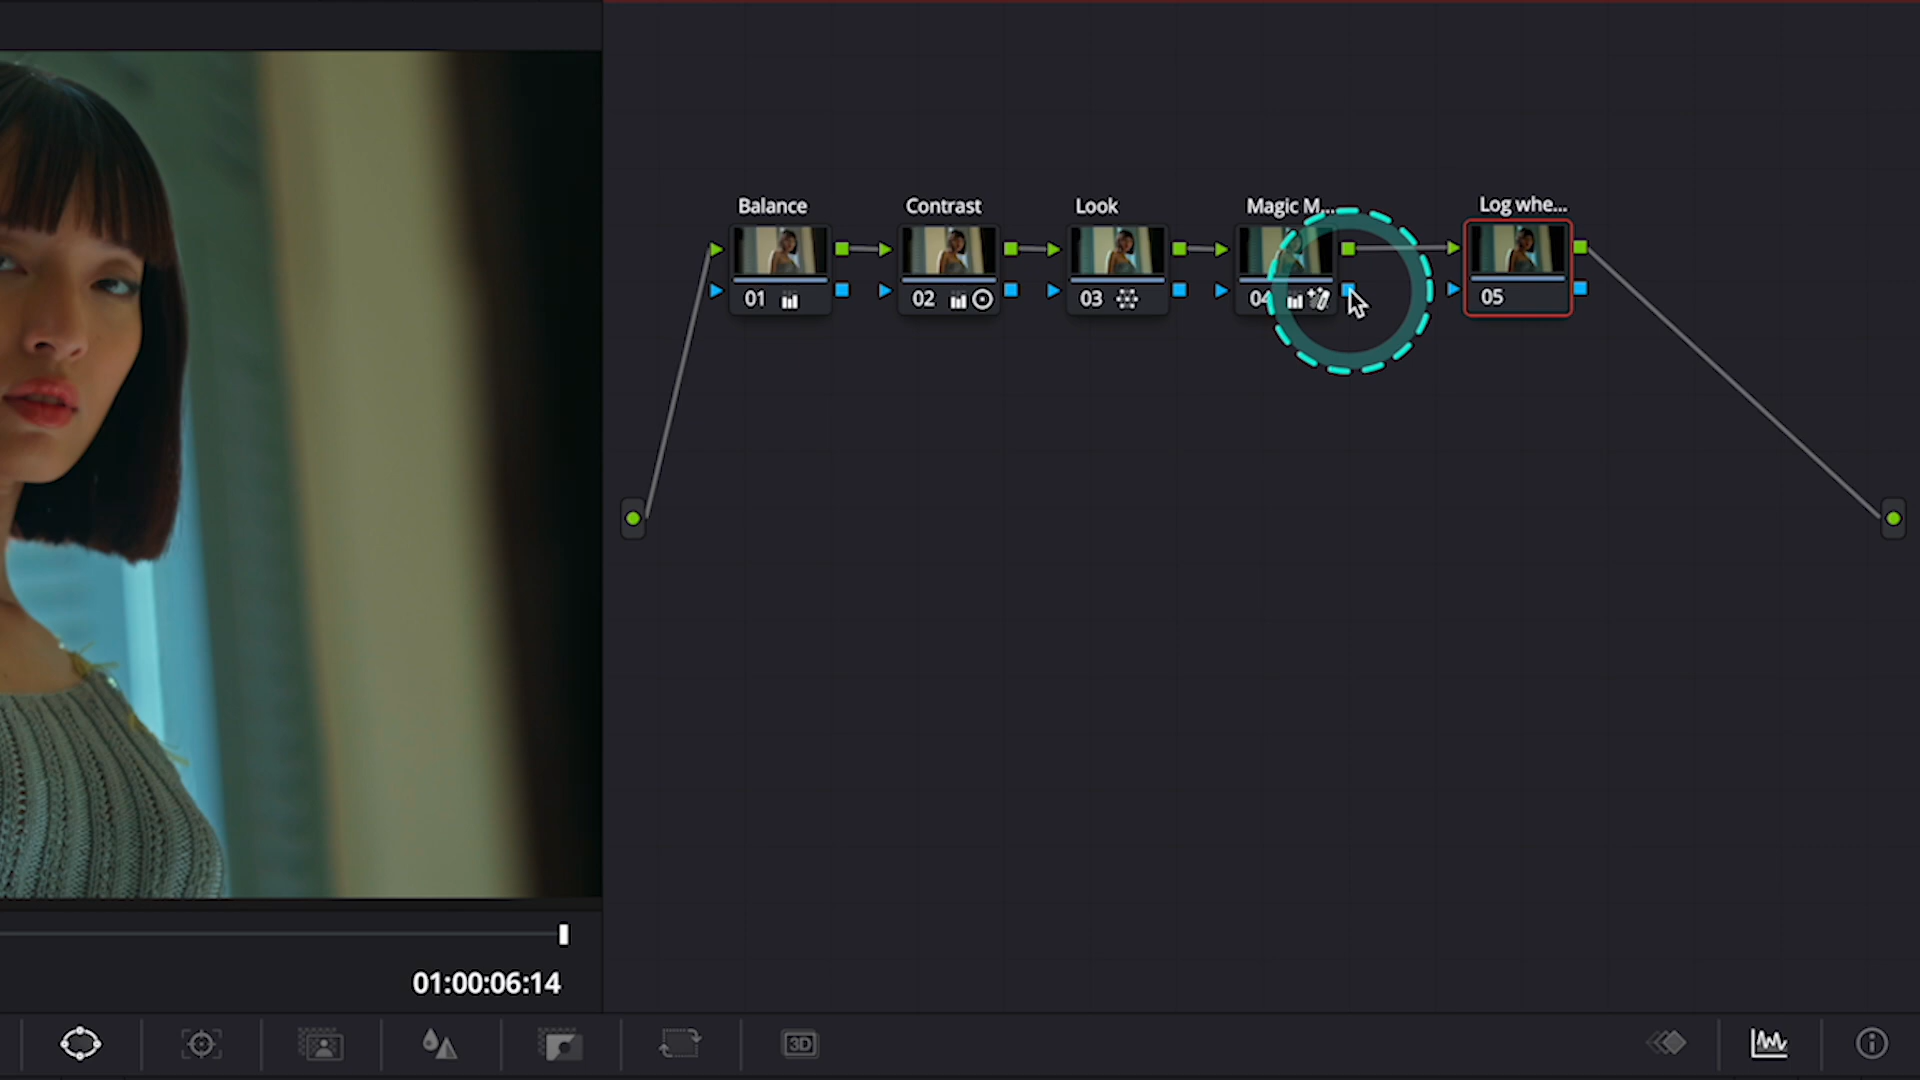 Balance
Contrast
Look
Magic M...
Log whe...
01
02
03
04
05
01:00:06:14
3D